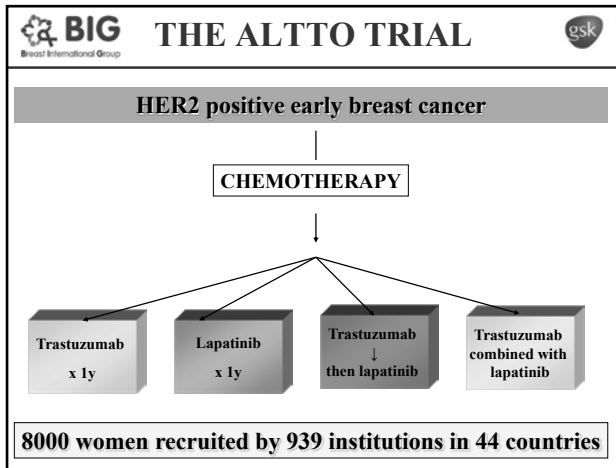 BIG
Breast International Group
THE ALTTO TRIAL
gsk
HER2 positive early breast cancer
CHEMOTHERAPY
Trastuzumab
x 1y
Lapatinib
x 1y
Trastuzumab
↓
then lapatinib
Trastuzumab
combined with
lapatinib
8000 women recruited by 939 institutions in 44 countries